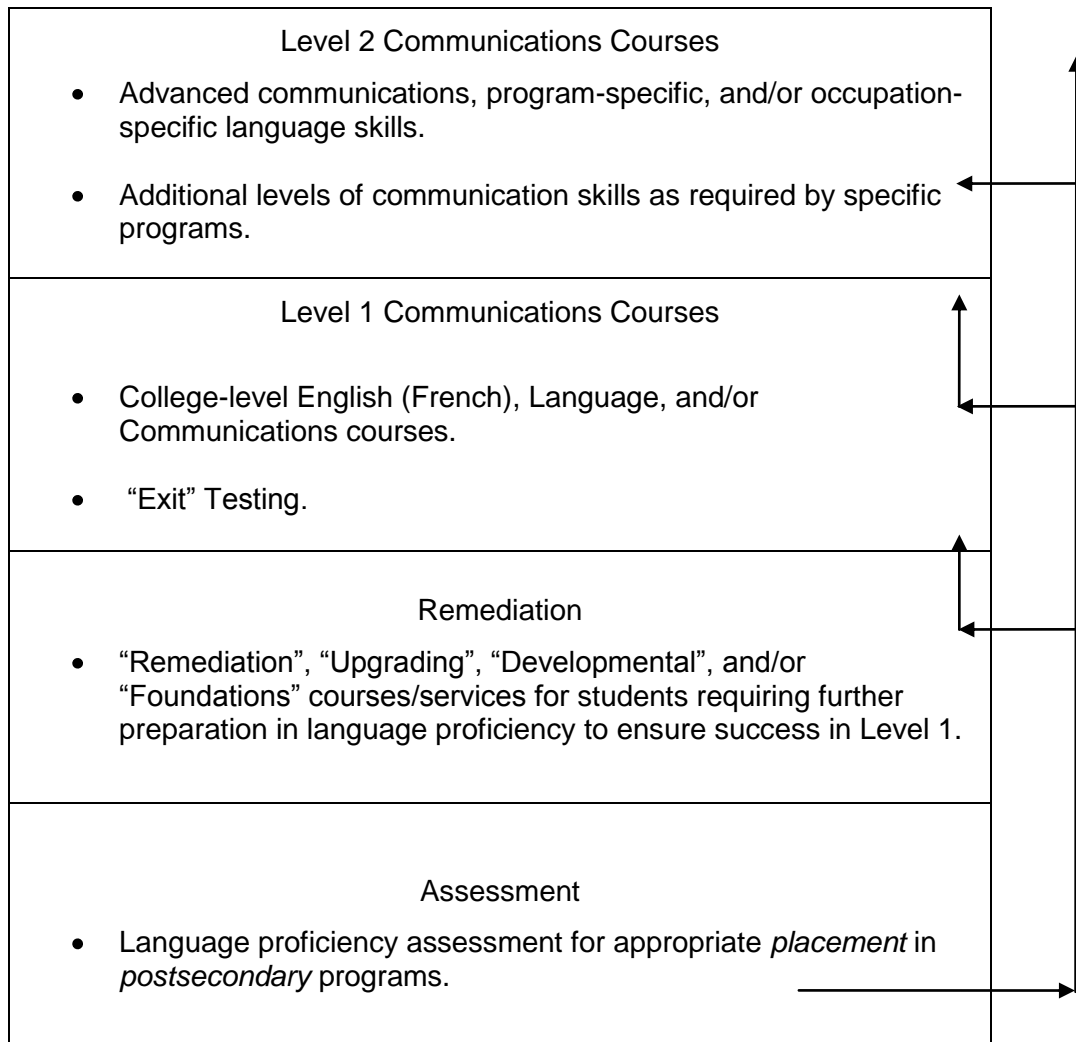 Level 2 Communications Courses
• Advanced communications, program-specific, and/or occupation-
specific language skills.
• Additional levels of communication skills as required by specific
programs.
Level 1 Communications Courses
• College-level English (French), Language, and/or
Communications courses.
• “Exit” Testing.
Remediation
• “Remediation”, “Upgrading”, “Developmental”, and/or
“Foundations” courses/services for students requiring further
preparation in language proficiency to ensure success in Level 1.
Assessment
• Language proficiency assessment for appropriate placement in
postsecondary programs.